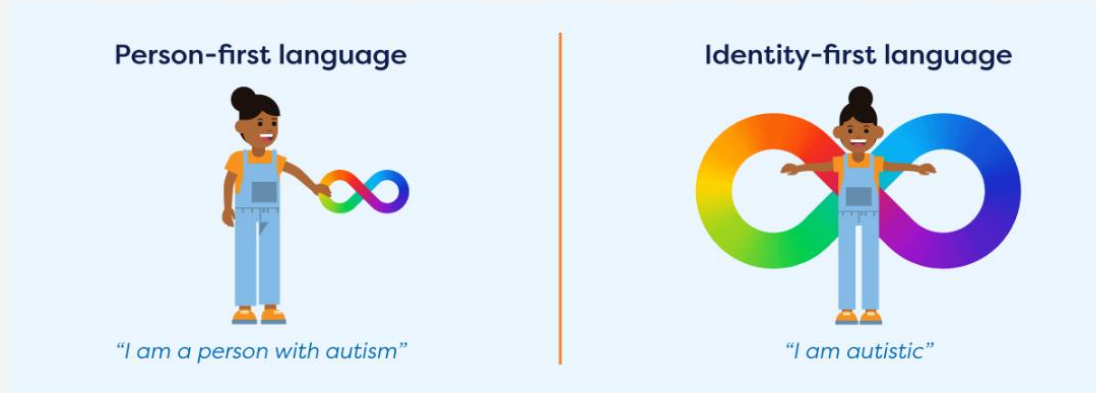 Person-first language
“I am a person with autism”
Identity-first language
“I am autistic”